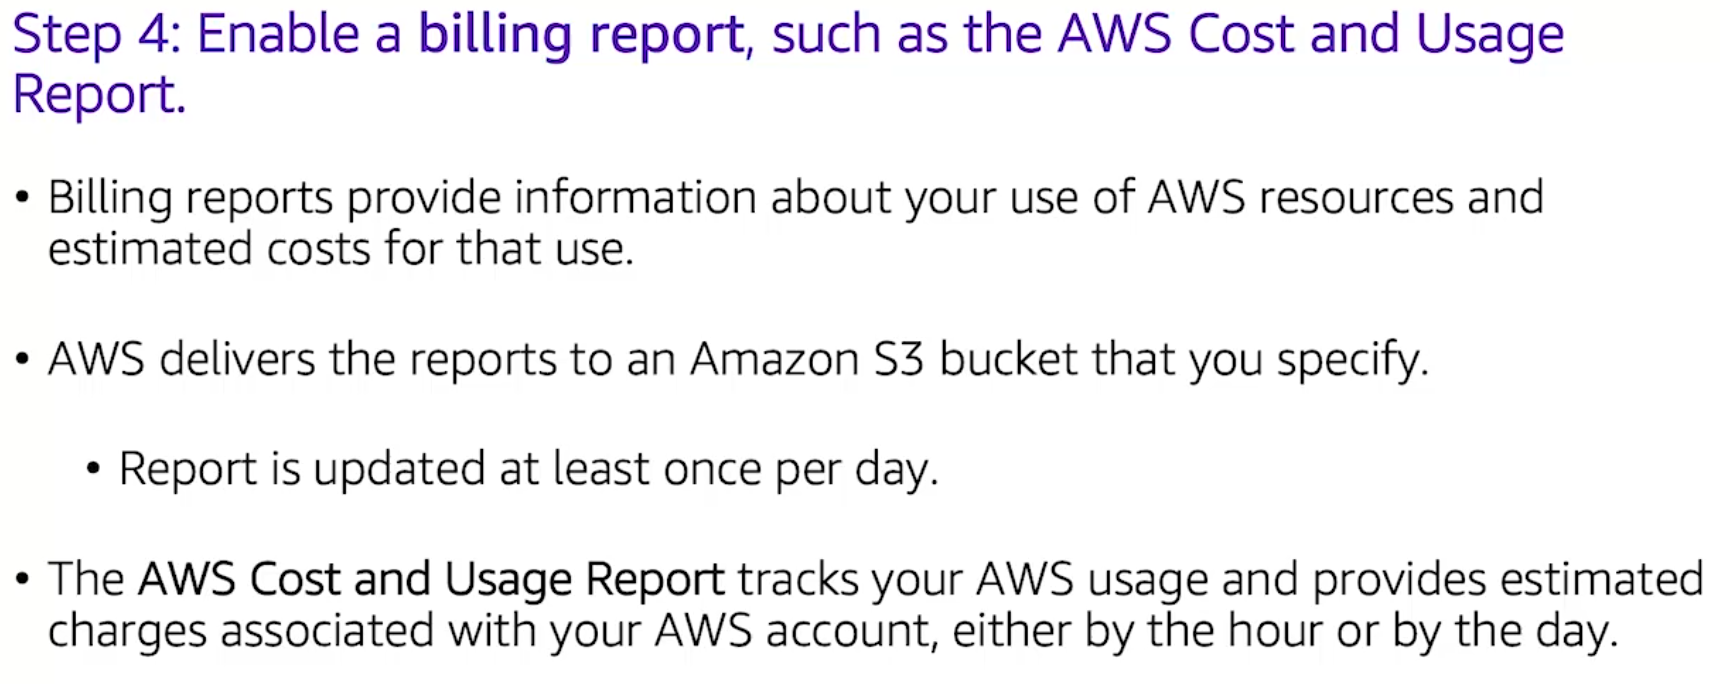 Step 4: Enable a billing report, such as the AWS Cost and Usage
Report.
• Billing reports provide information about your use of AWS resources and
estimated costs for that use.
• AWS delivers the reports to an Amazon S3 bucket that you specify.
• Report is updated at least once per day.
• The AWS Cost and Usage Report tracks your AWS usage and provides estimated
charges associated with your AWS account, either by the hour or by the day.